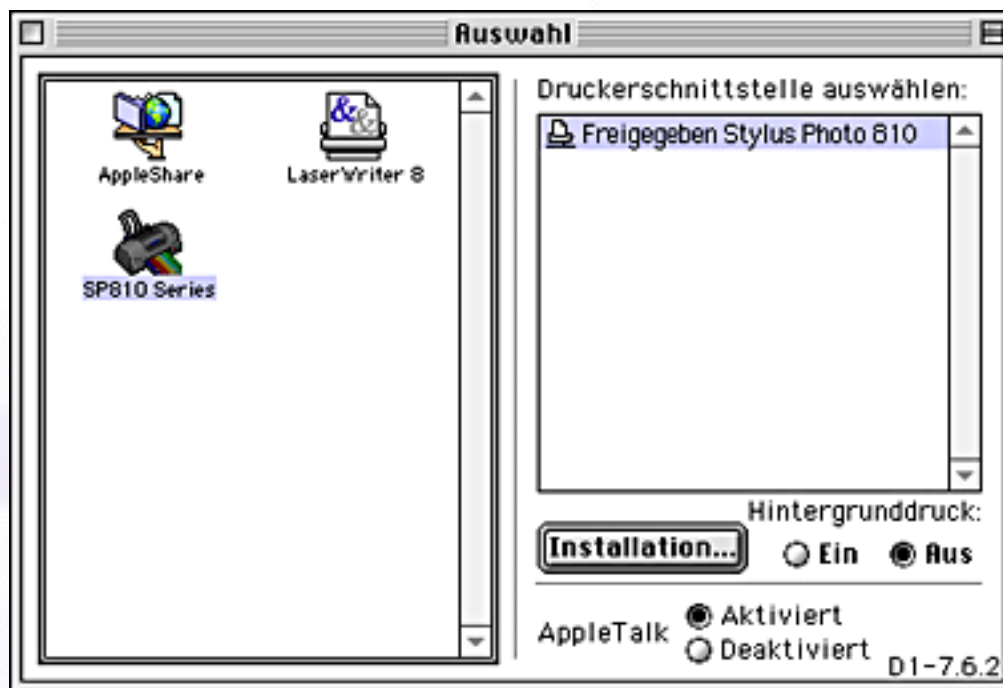 Auswahl
AppleShare
LaserWriter 8
SP810 Series
Druckerschnittstelle auswählen:
Freigegeben Stylus Photo 810
Hintergrunddruck:
Installation...
Ein
Aus
AppleTalk
Aktiviert
Deaktiviert
D1-7.6.2